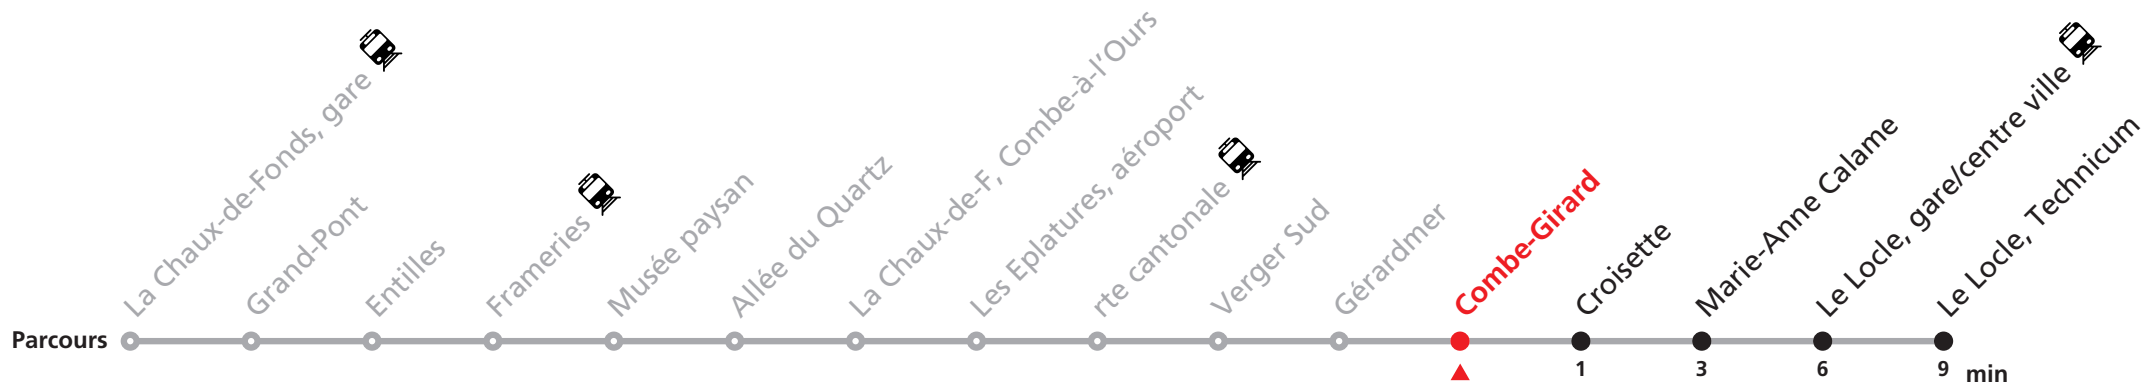 La Chaux-de-Fonds, gare
Grand-Pont
Entilles
Frameries
Musée paysan
Allée du Quartz
La Chaux-de-F, Combe-à-l'Ours
Les Eplatures, aéroport
rte cantonale
Verger Sud
Gérardmer
Combe-Girard
Croisette
Marie-Anne Calame
Le Locle, gare/centre ville
Le Locle, Technicum
Parcours
1 3 6 9 min